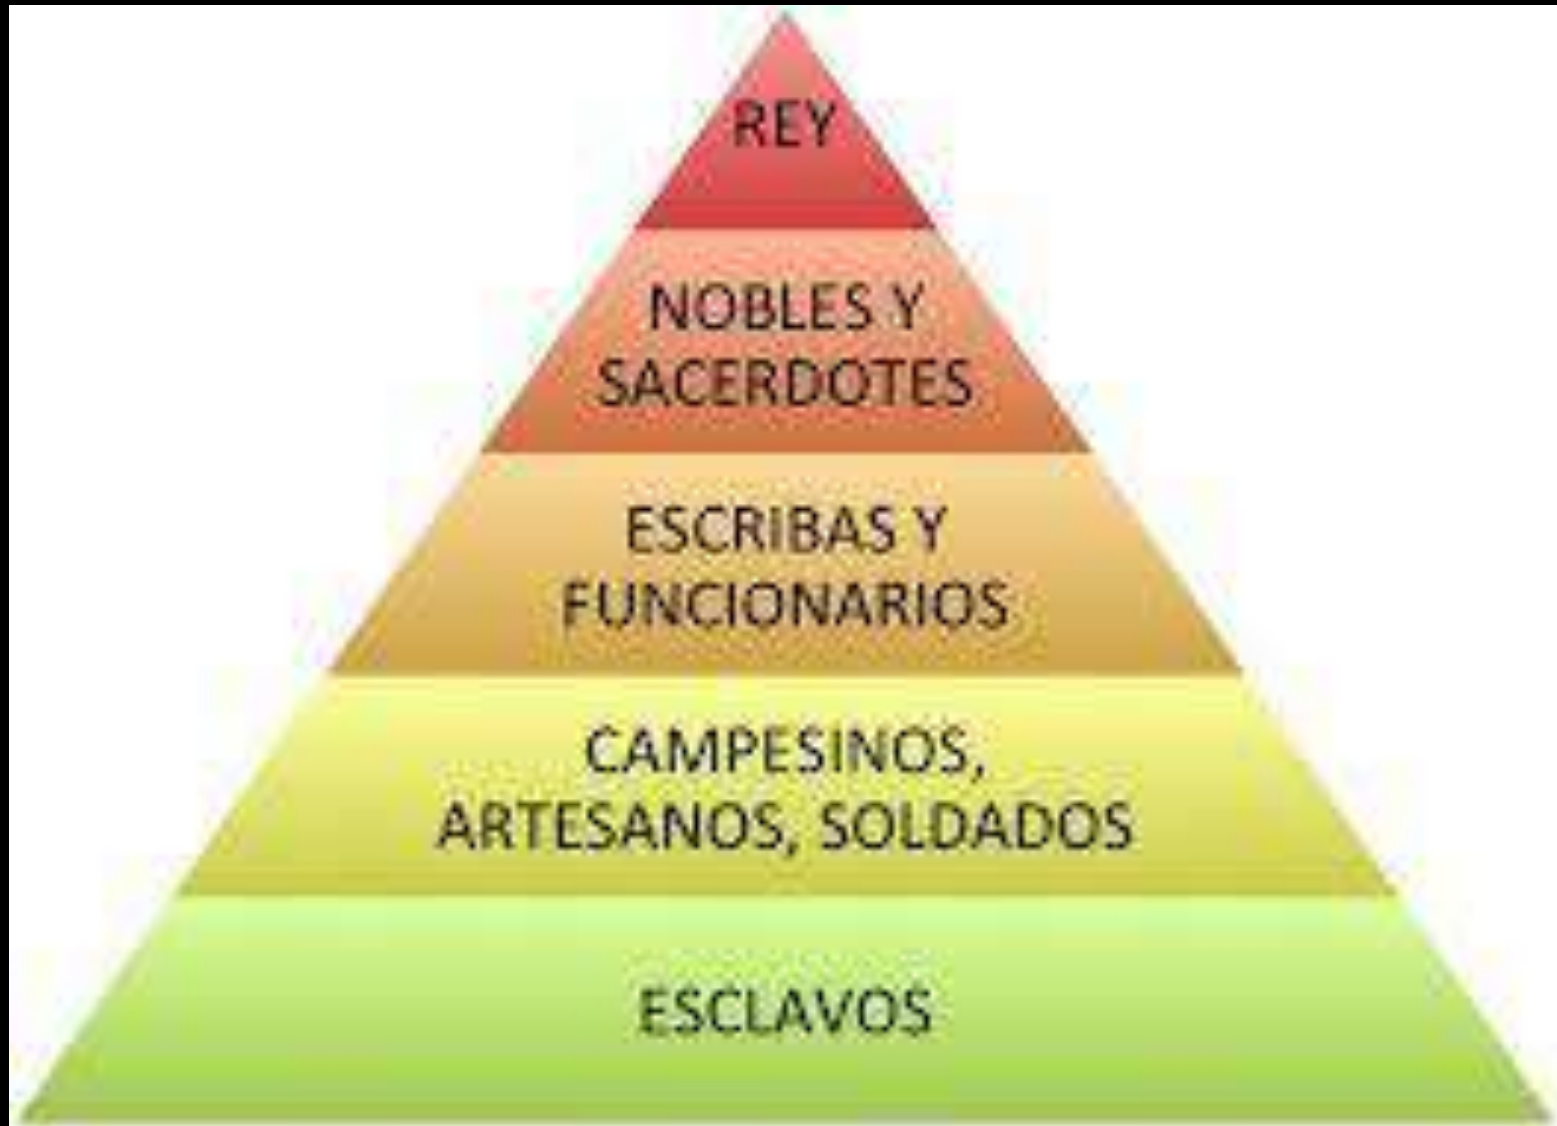 REY
NOBLES Y
SACERDOTES
ESCRIBAS Y
FUNCIONARIOS
CAMPESINOS,
ARTESANOS, SOLDADOS
ESCLAVOS